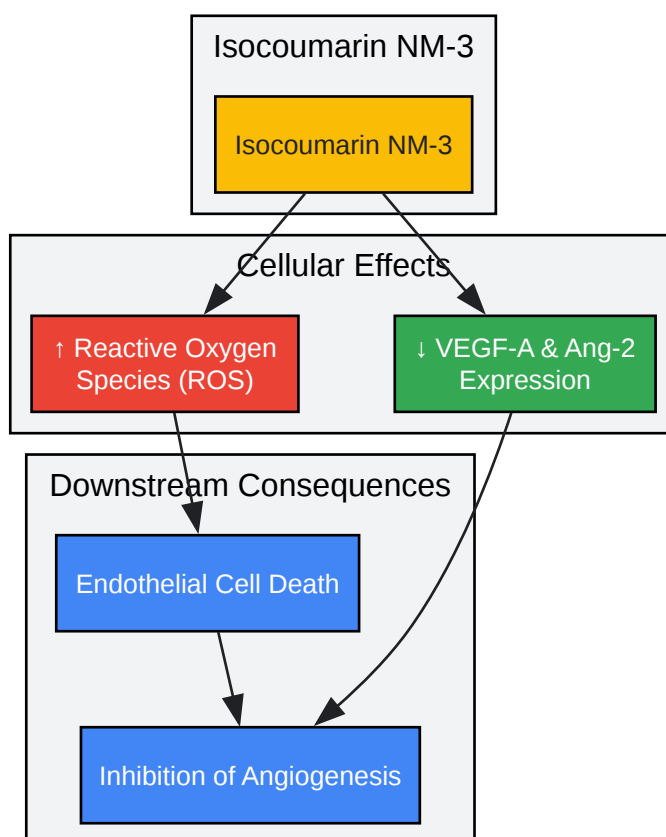 Isocoumarin NM-3
Isocoumarin NM-3
Cellular Effects
↑ Reactive Oxygen
Species (ROS)
↓ VEGF-A & Ang-2
Expression
Downstream Consequences
Endothelial Cell Death
Inhibition of Angiogenesis